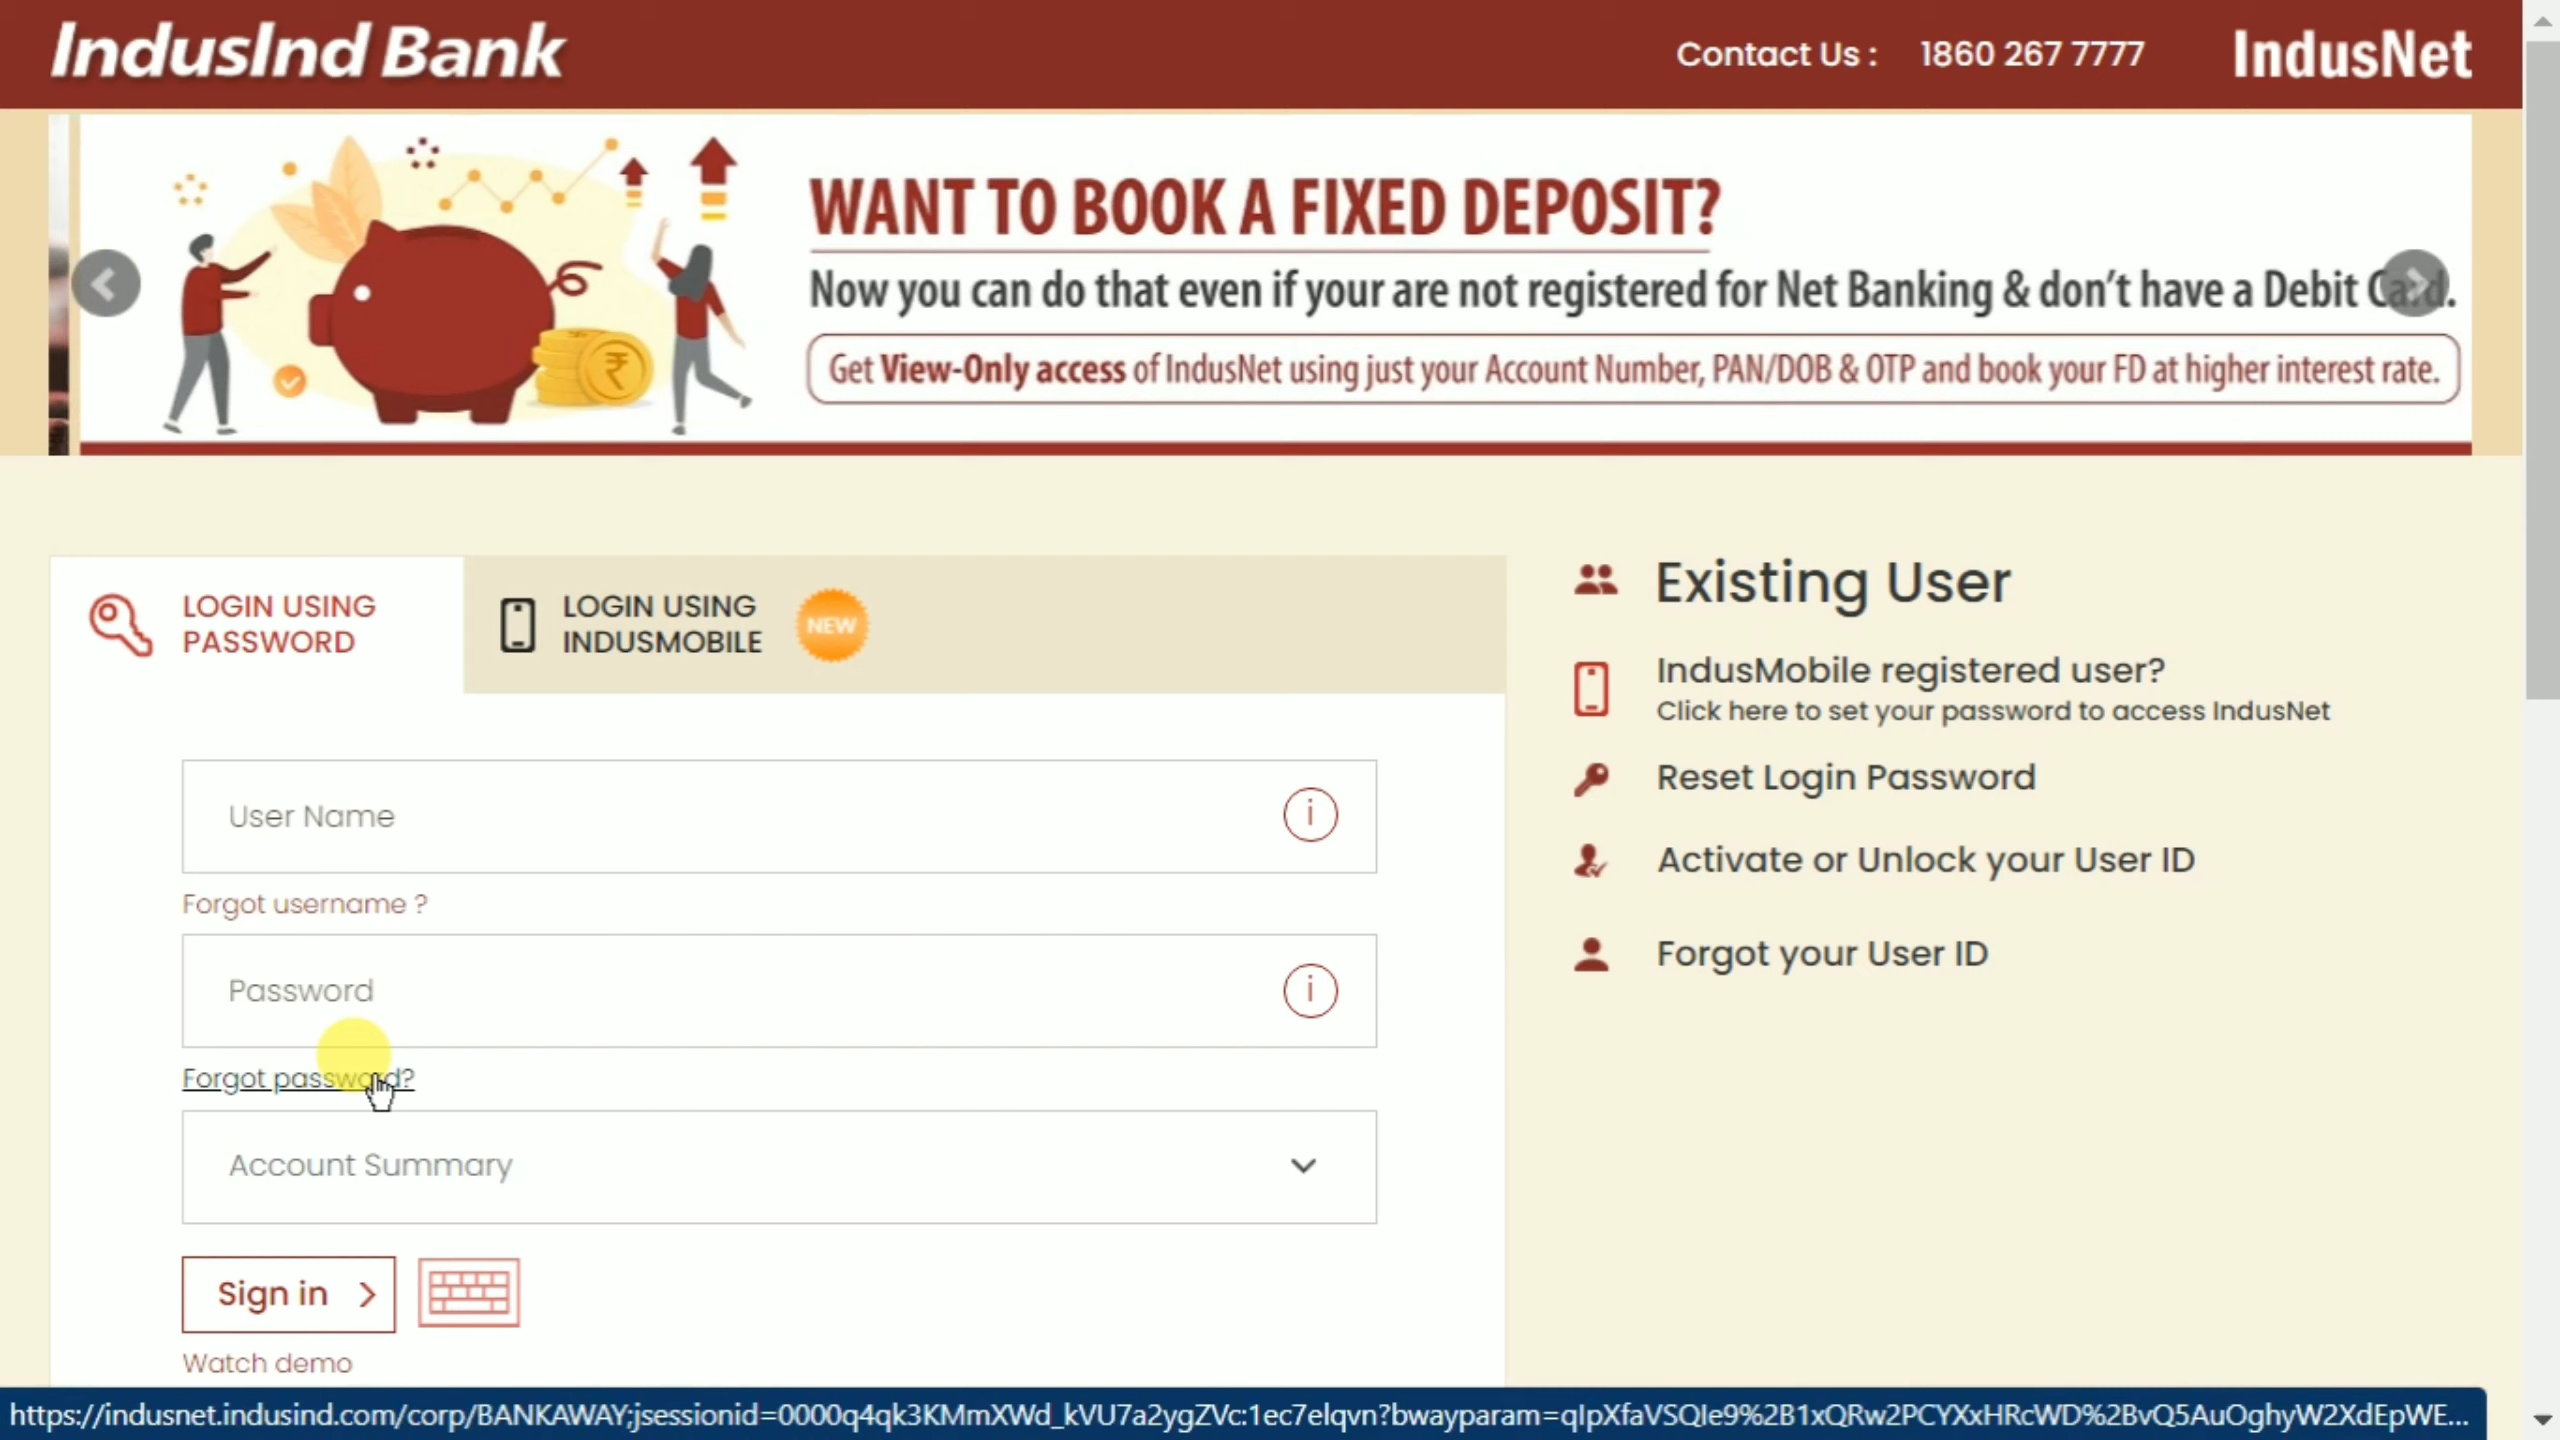 IndusInd Bank
Contact Us : 1860 267 7777
IndusNet
WANT TO BOOK A FIXED DEPOSIT?
Now you can do that even if your are not registered for Net Banking & don't have a Debit Card.
Get View-Only access of IndusNet using just your Account Number, PAN/DOB & OTP and book your FD at higher interest rate.
LOGIN USING
PASSWORD
LOGIN USING
INDUSMOBILE
NEW
User Name
Forgot username ?
Password
Forgot password?
Account Summary
Sign in
Watch demo
Existing User
IndusMobile registered user?
Click here to set your password to access IndusNet
Reset Login Password
Activate or Unlock your User ID
Forgot your User ID
https://indusnet.indusind.com/corp/BANKAWAY;jsessionid=0000q4qk3KMmXWd_kVU7a2ygZVc:1ec7elqvn?bwayparam=qIpXfaVSQIe9%2B1xQRw2PCYXxHRcWD%2BvQ5AuOghyW2XdEpWE...